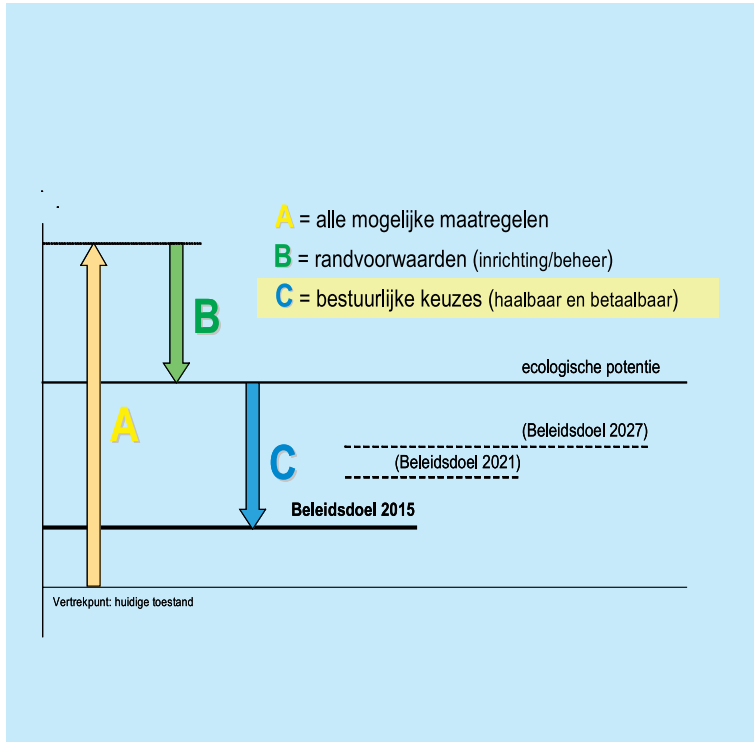 A = alle mogelijke maatregelen
B = randvoorwaarden (inrichting/beheer)
C = bestuurlijke keuzes (haalbaar en betaalbaar)
B
ecologische potentie
A
(Beleidsdoel 2027)
C
(Beleidsdoel 2021)
Beleidsdoel 2015
Vertrekpunt: huidige toestand